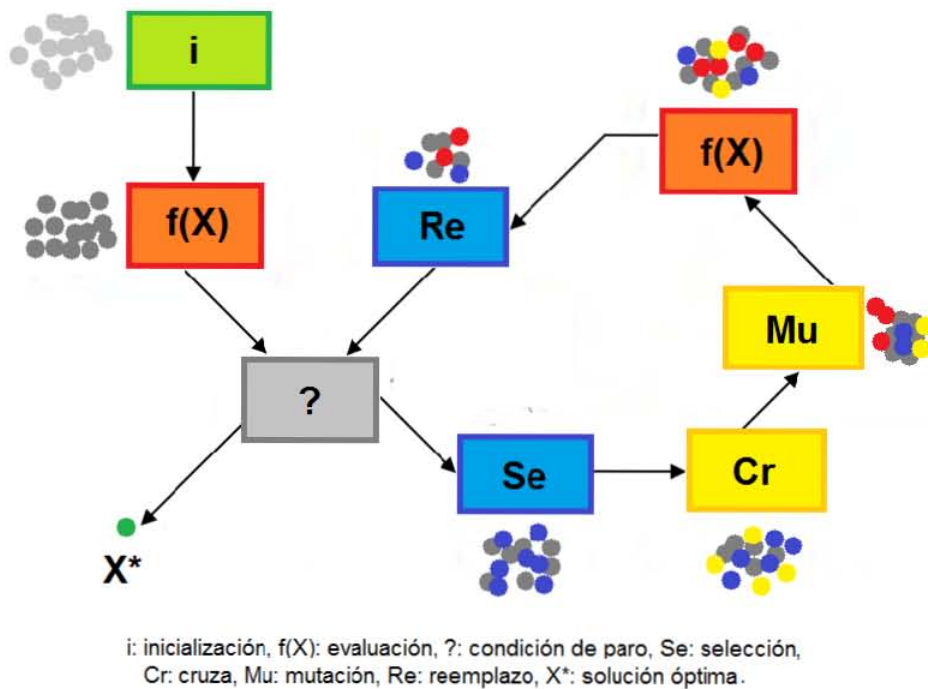 i
f(X)
Re
f(X)
Mu
?
Se
Cr
X*
i: inicialización, f(X): evaluación, ?: condición de paro, Se: selección,
Cr: cruza, Mu: mutación, Re: reemplazo, X*: solución óptima.